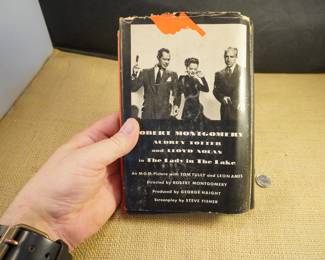 ROBERT MONTGOMERY
AUDREY TOTTER
and LLOYD NOLAN
in The Lady in The Lake
An M-G-M Picture with TOM TULLY and LEON AMES
Directed by ROBERT MONTGOMERY
Produced by GEORGE HAIGHT
Screenplay by STEVE FISHER